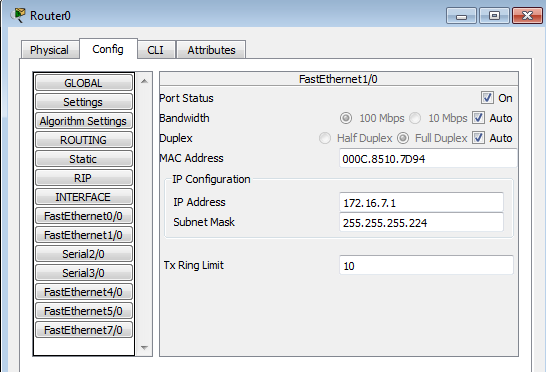 Router0
Physical Config CLI Attributes
GLOBAL
Settings
Algorithm Settings
ROUTING
Static
RIP
INTERFACE
FastEthernet0/0
FastEthernet1/0
Serial2/0
Serial3/0
FastEthernet4/0
FastEthernet5/0
FastEthernet7/0
FastEthernet1/0
Port Status On
Bandwidth 100 Mbps 10 Mbps Auto
Duplex Half Duplex Full Duplex Auto
MAC Address 000C.8510.7D94
IP Configuration
IP Address 172.16.7.1
Subnet Mask 255.255.255.224
Tx Ring Limit 10